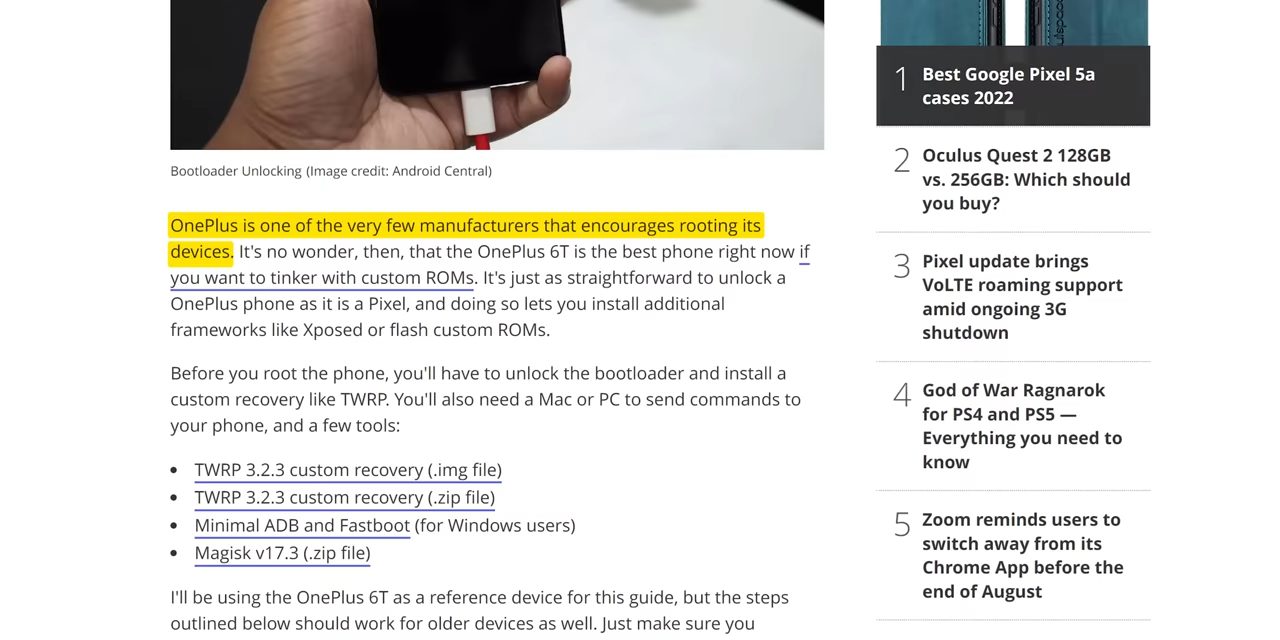 Bootloader Unlocking (Image credit: Android Central)
OnePlus is one of the very few manufacturers that encourages rooting its
devices. It's no wonder, then, that the OnePlus 6T is the best phone right now if
you want to tinker with custom ROMs. It's just as straightforward to unlock a
OnePlus phone as it is a Pixel, and doing so lets you install additional
frameworks like Xposed or flash custom ROMs.
Before you root the phone, you'll have to unlock the bootloader and install a
custom recovery like TWRP. You'll also need a Mac or PC to send commands to
your phone, and a few tools:
• TWRP 3.2.3 custom recovery (.img file)
• TWRP 3.2.3 custom recovery (.zip file)
• Minimal ADB and Fastboot (for Windows users)
• Magisk v17.3 (.zip file)
I'll be using the OnePlus 6T as a reference device for this guide, but the steps
outlined below should work for older devices as well. Just make sure you
1 Best Google Pixel 5a
cases 2022
2 Oculus Quest 2 128GB
vs. 256GB: Which should
you buy?
3 Pixel update brings
VoLTE roaming support
amid ongoing 3G
shutdown
4 God of War Ragnarok
for PS4 and PS5 —
Everything you need to
know
5 Zoom reminds users to
switch away from its
Chrome App before the
end of August